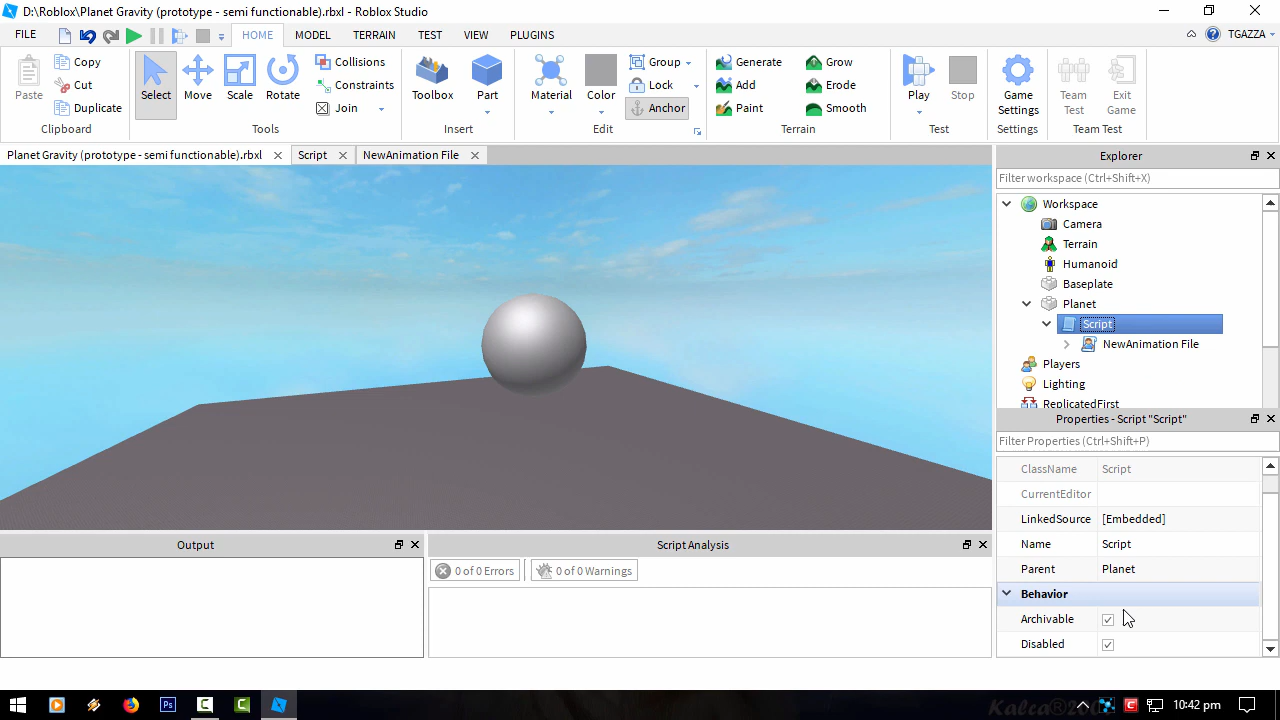 D:\Roblox\Planet Gravity (prototype - semi functionable).rbxl - Roblox Studio
FILE HOME MODEL TERRAIN TEST VIEW PLUGINS TGAZZA
Paste Copy Cut Duplicate
Clipboard
Select Move Scale Rotate Collisions Constraints Join
Tools
Toolbox Part
Insert
Material Color Group Lock Anchor
Edit
Generate Add Paint Grow Erode Smooth
Terrain
Play Stop
Test
Game Settings
Settings
Team Test Exit Game
Team Test
Planet Gravity (prototype - semi functionable).rbxl Script NewAnimation File
Explorer
Filter workspace (Ctrl+Shift+X)
Workspace
Camera
Terrain
Humanoid
Baseplate
Planet
Script
NewAnimation File
Players
Lighting
ReplicatedFirst
Properties - Script "Script"
Filter Properties (Ctrl+Shift+P)
ClassName Script
CurrentEditor
LinkedSource [Embedded]
Name Script
Parent Planet
Behavior
Archivable
Disabled
Output
Script Analysis
0 of 0 Errors 0 of 0 Warnings
10:42 pm